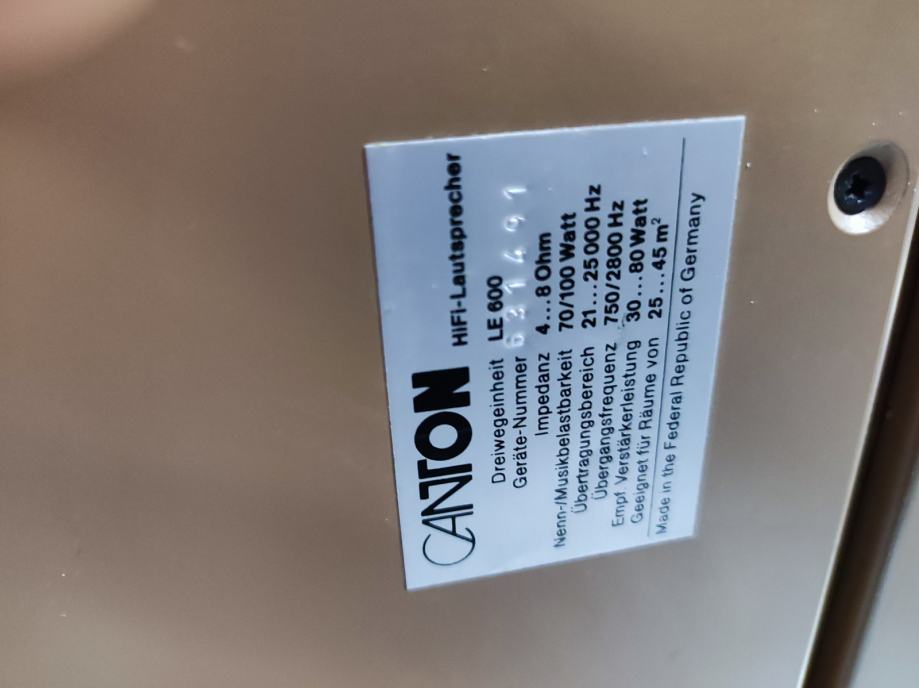 CANTON HiFi-Lautsprecher
Dreiwegeinheit LE 600
Geräte-Nummer 631491
Impedanz 4...8 Ohm
Nenn-/Musikbelastbarkeit 70/100 Watt
Übertragungsbereich 21...25000 Hz
Übergangsfrequenz 750/2800 Hz
Empf. Verstärkerleistung 30...80 Watt
Geeignet für Räume von 25...45 m²
Made in the Federal Republic of Germany